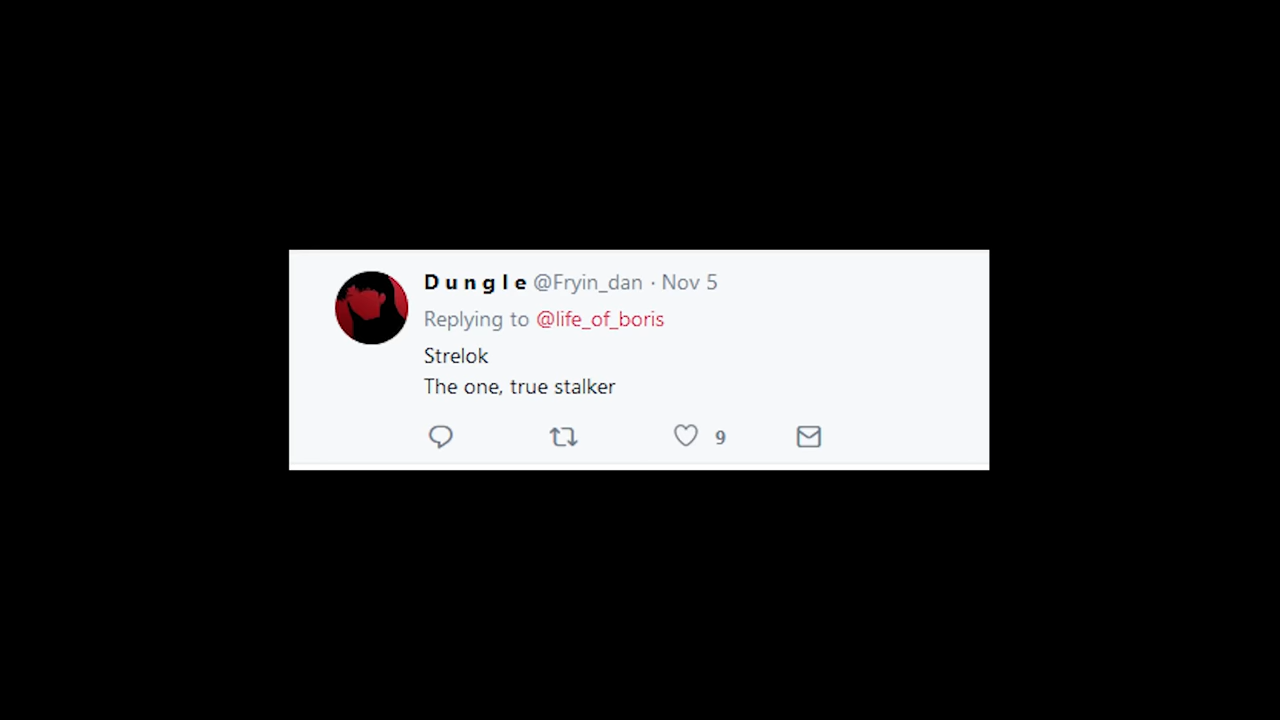 Dungle @Fryin_dan · Nov 5
Replying to @life_of_boris
Strelok
The one, true stalker
9